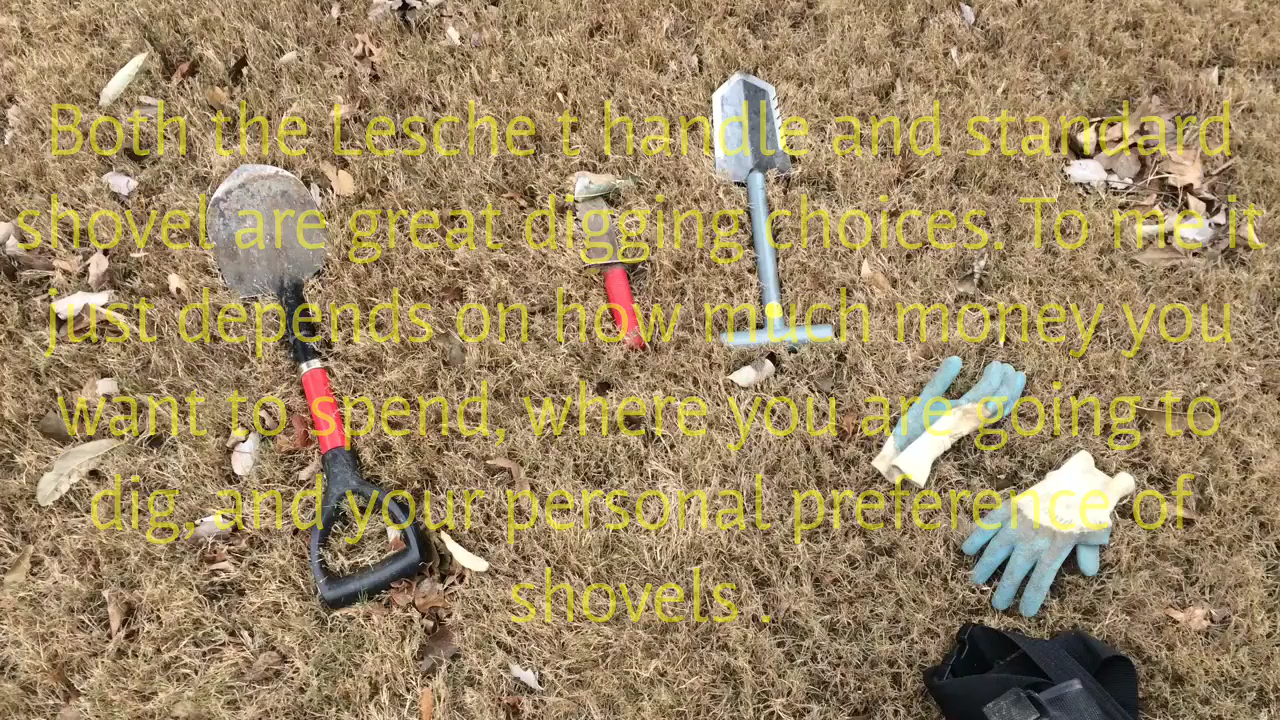 Both the Lesche t handle and standard
shovel are great digging choices. To me it
just depends on how much money you
want to spend, where you are going to
dig, and your personal preference of
shovels .